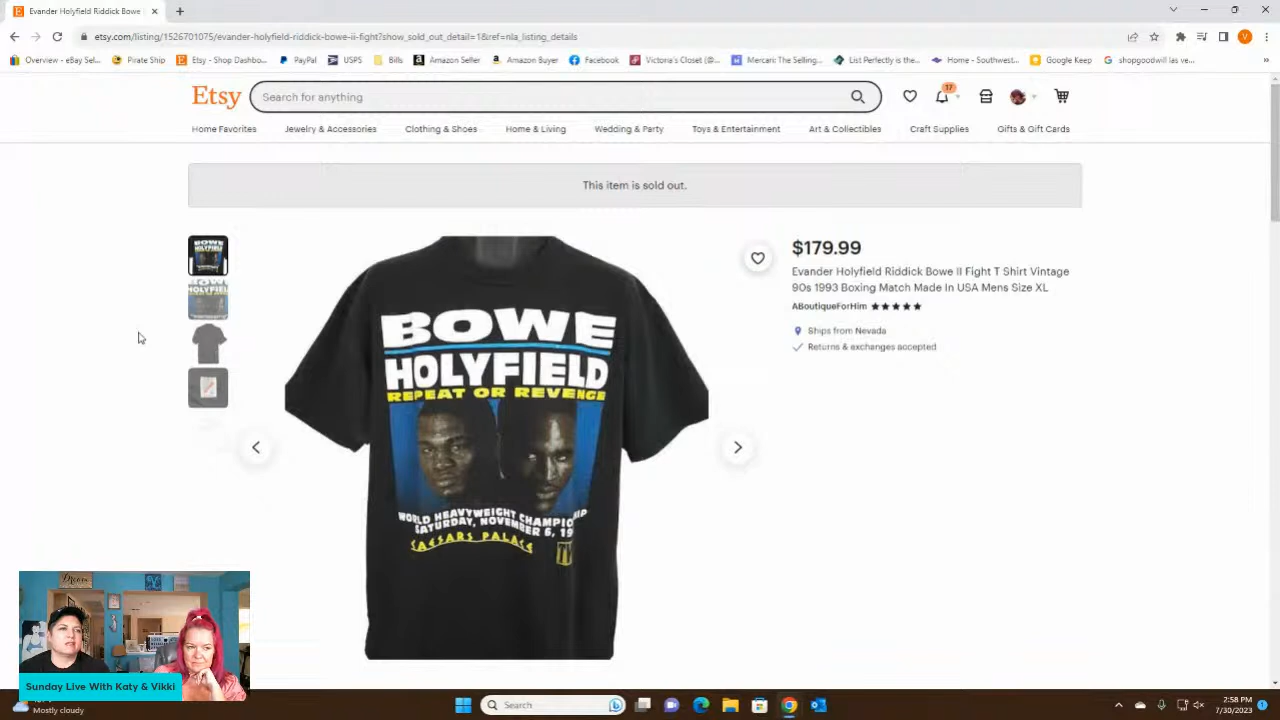 Evander Holyfield Riddick Bowe
etsy.com/listing/1526701075/evander-holyfield-riddick-bowe-ii-fight?show_sold_out_detail=1&ref=nla_listing_details
Overview - eBay Sel... Pirate Ship Etsy - Shop Dashbo... PayPal USPS Bills Amazon Seller Amazon Buyer Facebook Victoria's Closet (@... Mercari: The Selling... List Perfectly is the... Home - Southwest... Google Keep shopgoodwill las ve...
Etsy Search for anything 17
Home Favorites Jewelry & Accessories Clothing & Shoes Home & Living Wedding & Party Toys & Entertainment Art & Collectibles Craft Supplies Gifts & Gift Cards
This item is sold out.
$179.99
Evander Holyfield Riddick Bowe II Fight T Shirt Vintage
90s 1993 Boxing Match Made In USA Mens Size XL
ABoutiqueForHim
Ships from Nevada
Returns & exchanges accepted
BOWE
HOLYFIELD
REPEAT OR REVENGE
WORLD HEAVYWEIGHT
SATURDAY, NOVEMBER 6, 19
CAESARS PALACE
Sunday Live With Katy & Vikki
Mostly cloudy
Search
2:58 PM
7/30/2023